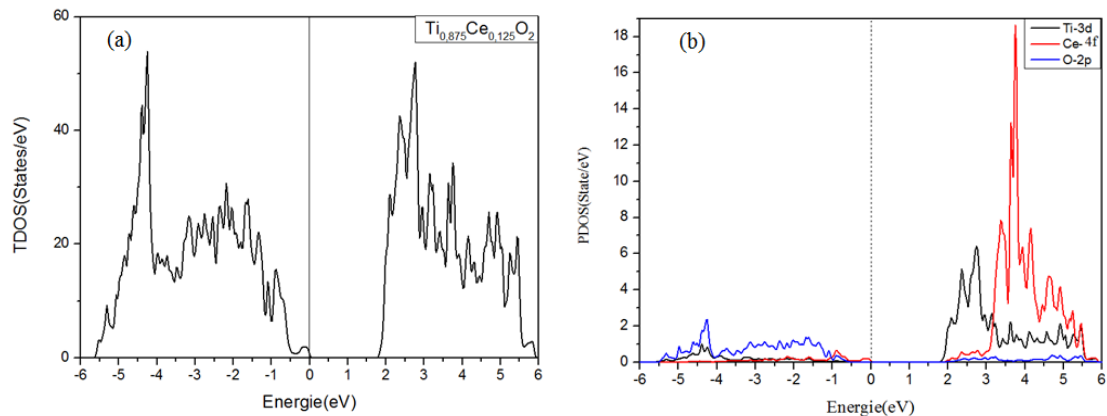 (a)
Ti0,875Ce0,125O2
60
40
20
0
TDOS(States/eV)
-6 -5 -4 -3 -2 -1 0 1 2 3 4 5 6
Energie(eV)
(b)
Ti-3d
Ce-4f
O-2p
18
16
14
12
10
8
6
4
2
0
PDOS(State/eV)
-6 -5 -4 -3 -2 -1 0 1 2 3 4 5 6
Energie(eV)